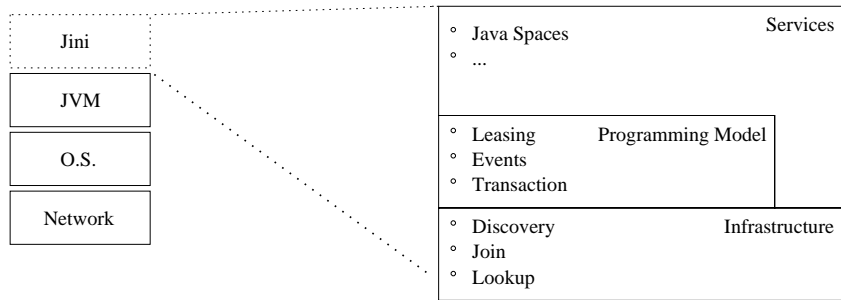 Jini
JVM
O.S.
Network
Services
° Java Spaces
° ...
° Leasing Programming Model
° Events
° Transaction
° Discovery Infrastructure
° Join
° Lookup